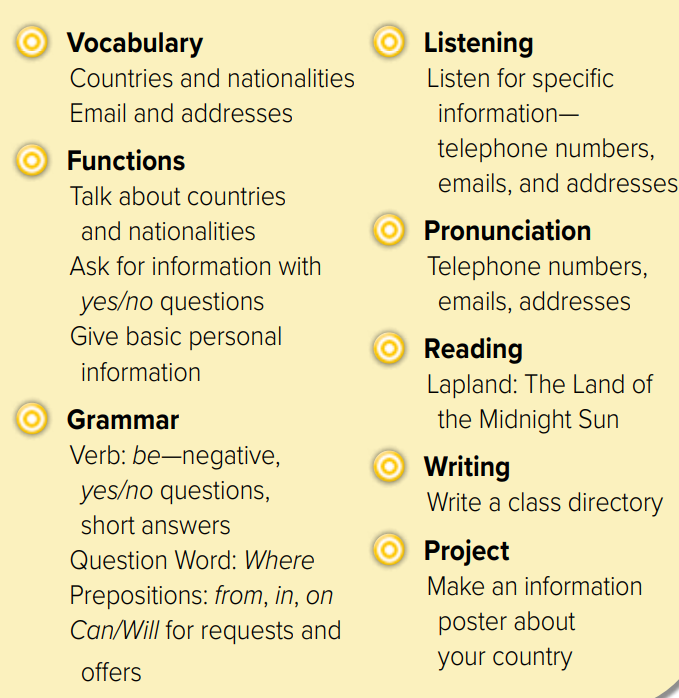 Vocabulary
Countries and nationalities
Email and addresses
Functions
Talk about countries
and nationalities
Ask for information with
yes/no questions
Give basic personal
information
Grammar
Verb: be—negative,
yes/no questions,
short answers
Question Word: Where
Prepositions: from, in, on
Can/Will for requests and
offers
Listening
Listen for specific
information—
telephone numbers,
emails, and addresses
Pronunciation
Telephone numbers,
emails, addresses
Reading
Lapland: The Land of
the Midnight Sun
Writing
Write a class directory
Project
Make an information
poster about
your country